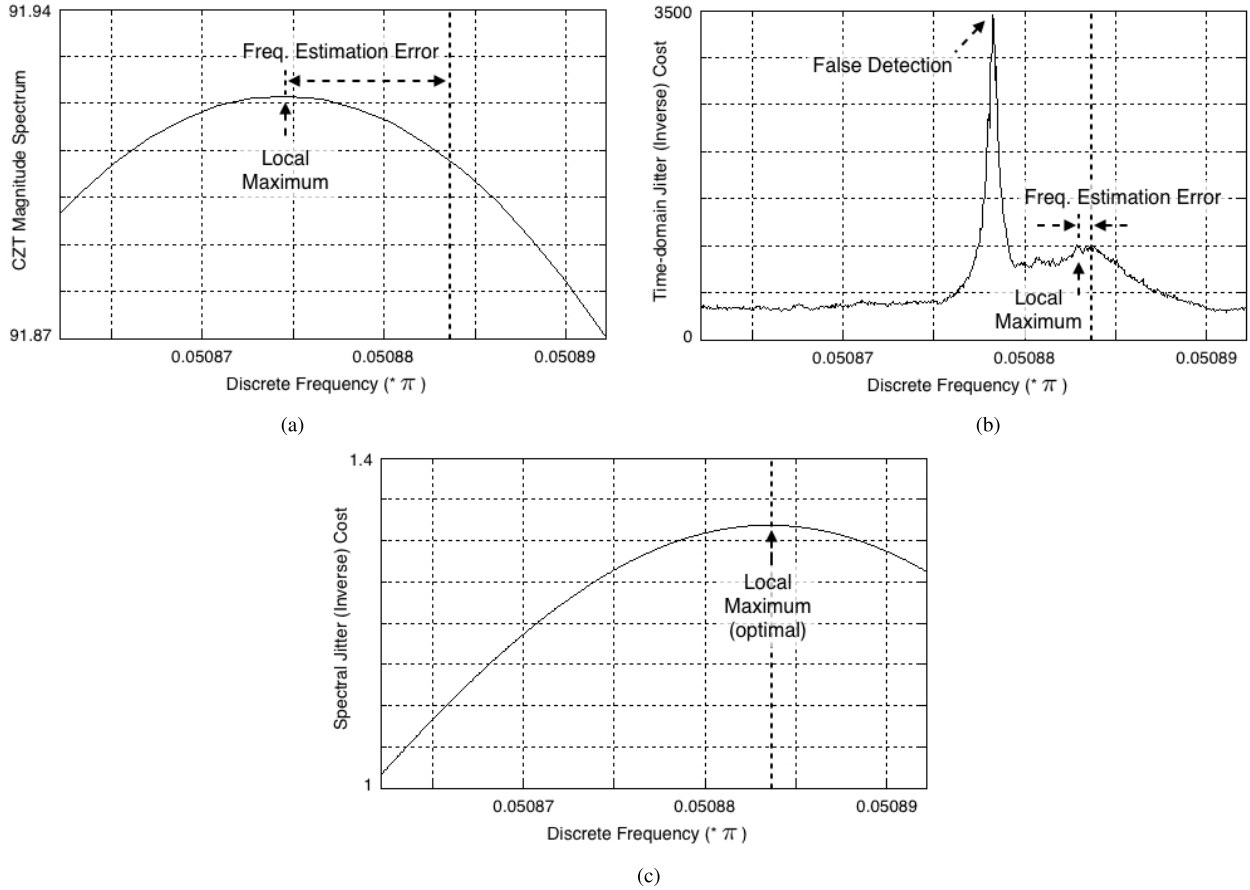 91.94
Freq. Estimation Error
Local
Maximum
CZT Magnitude Spectrum
91.87
0.05087
0.05088
0.05089
Discrete Frequency (* π )
(a)
3500
False Detection
Freq. Estimation Error
Local
Maximum
Time-domain Jitter (Inverse) Cost
0
0.05087
0.05088
0.05089
Discrete Frequency (* π )
(b)
1.4
Local
Maximum
(optimal)
Spectral Jitter (Inverse) Cost
1
0.05087
0.05088
0.05089
Discrete Frequency (* π )
(c)